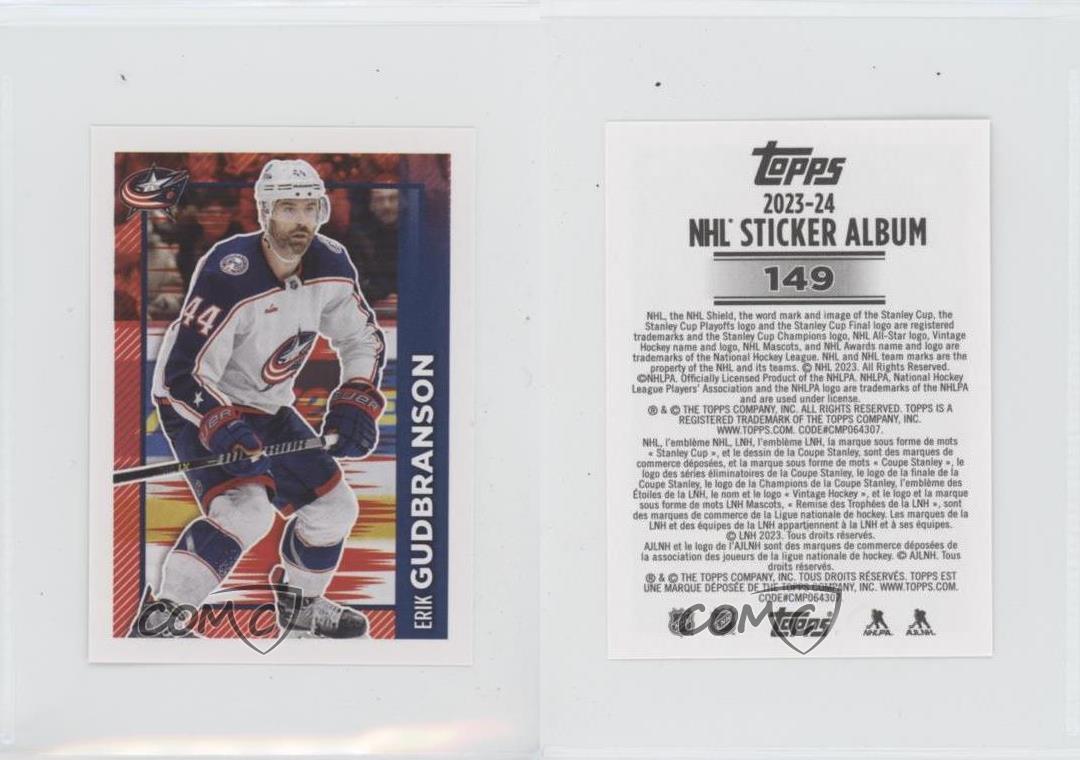 44
44
ERIK GUDBRANSON
COMC
Topps
2023-24
NHL STICKER ALBUM
149
NHL, the NHL Shield, the word mark and image of the Stanley Cup, the
Stanley Cup Playoffs logo and the Stanley Cup Final logo are registered
trademarks and the Stanley Cup Champions logo, NHL All-Star logo, Vintage
Hockey name and logo, NHL Mascots, and NHL Awards name and logo are
trademarks of the National Hockey League. NHL and NHL team marks are the
property of the NHL and its teams. © NHL 2023. All Rights Reserved.
©NHLPA. Officially Licensed Product of the NHLPA. NHLPA, National Hockey
League Players' Association and the NHLPA logo are trademarks of the NHLPA
and are used under license.
® & © THE TOPPS COMPANY, INC. ALL RIGHTS RESERVED. TOPPS IS A
REGISTERED TRADEMARK OF THE TOPPS COMPANY, INC.
WWW.TOPPS.COM. CODE#CMP064307.
NHL, l'emblème NHL, LNH, l'emblème LNH, la marque sous forme de mots
« Stanley Cup », et le dessin de la Coupe Stanley, sont des marques de
commerce déposées, et la marque sous forme de mots « Coupe Stanley », le
logo des séries éliminatoires de la Coupe Stanley, le logo de la finale de la
Coupe Stanley, le logo de la Champions de la Coupe Stanley, l'emblème des
Étoiles de la LNH, le nom et le logo « Vintage Hockey », et le logo et la marque
sous forme de mots LNH Mascots, « Remise des Trophées de la LNH », sont
des marques de commerce de la Ligue nationale de hockey. Les marques de la
LNH et des équipes de la LNH appartiennent à la LNH et à ses équipes.
© LNH 2023. Tous droits réservés.
AJLNH et le logo de l'AJLNH sont des marques de commerce déposées de
la association des joueurs de la ligue nationale de hockey. © AJLNH. Tous
droits réservés.
® & © THE TOPPS COMPANY, INC. TOUS DROITS RÉSERVÉS. TOPPS EST
UNE MARQUE DÉPOSÉE DE THE TOPPS COMPANY, INC. WWW.TOPPS.COM.
CODE#CMP064307
COMC
Topps
NHLPA.
AJLNH.